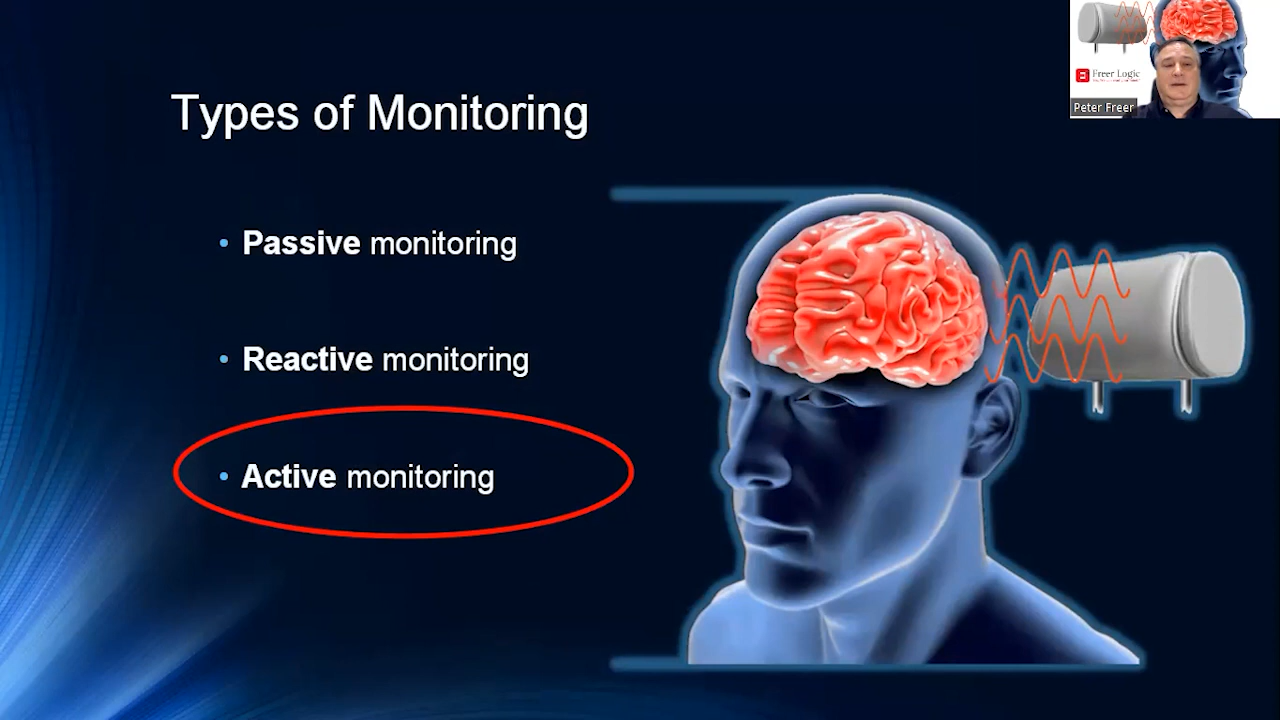 Types of Monitoring
• Passive monitoring
• Reactive monitoring
• Active monitoring
Freer Logic
Peter Freer